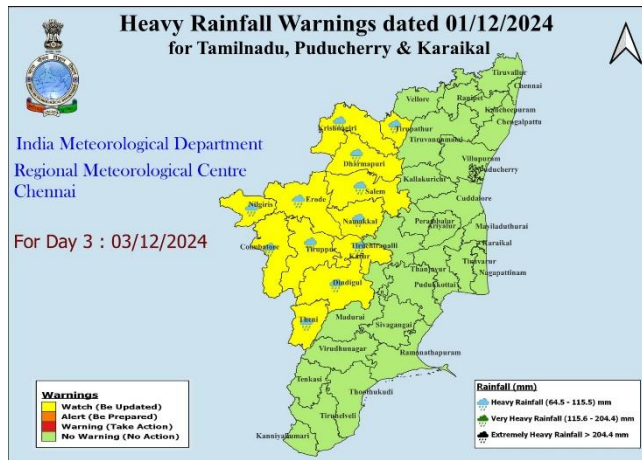 Heavy Rainfall Warnings dated 01/12/2024
for Tamilnadu, Puducherry & Karaikal
India Meteorological Department
Regional Meteorological Centre
Chennai
For Day 3 : 03/12/2024
Tiruvallur
Chennai
Vellore
Ranipet
Kancheepuram
Chengalpattu
Krishnagiri
Tirupathur
Tiruvannamalai
Dharmapuri
Villupuram
Puducherry
Kallakurichi
Salem
Nilgiris
Erode
Cuddalore
Namakkal
Perambalur
Ariyalur
Mayiladuthurai
Coimbatore
Tiruppur
Tiruchirapalli
Karur
Karaikal
Thanjavur
Tiruvarur
Nagapattinam
Dindigul
Pudukkottai
Theni
Madurai
Sivagangai
Virudhunagar
Ramanathapuram
Tenkasi
Thoothukudi
Tirunelveli
Kanniyakumari
Warnings
Watch (Be Updated)
Alert (Be Prepared)
Warning (Take Action)
No Warning (No Action)
Rainfall (mm)
Heavy Rainfall (64.5 - 115.5) mm
Very Heavy Rainfall (115.6 - 204.4) mm
Extremely Heavy Rainfall > 204.4 mm